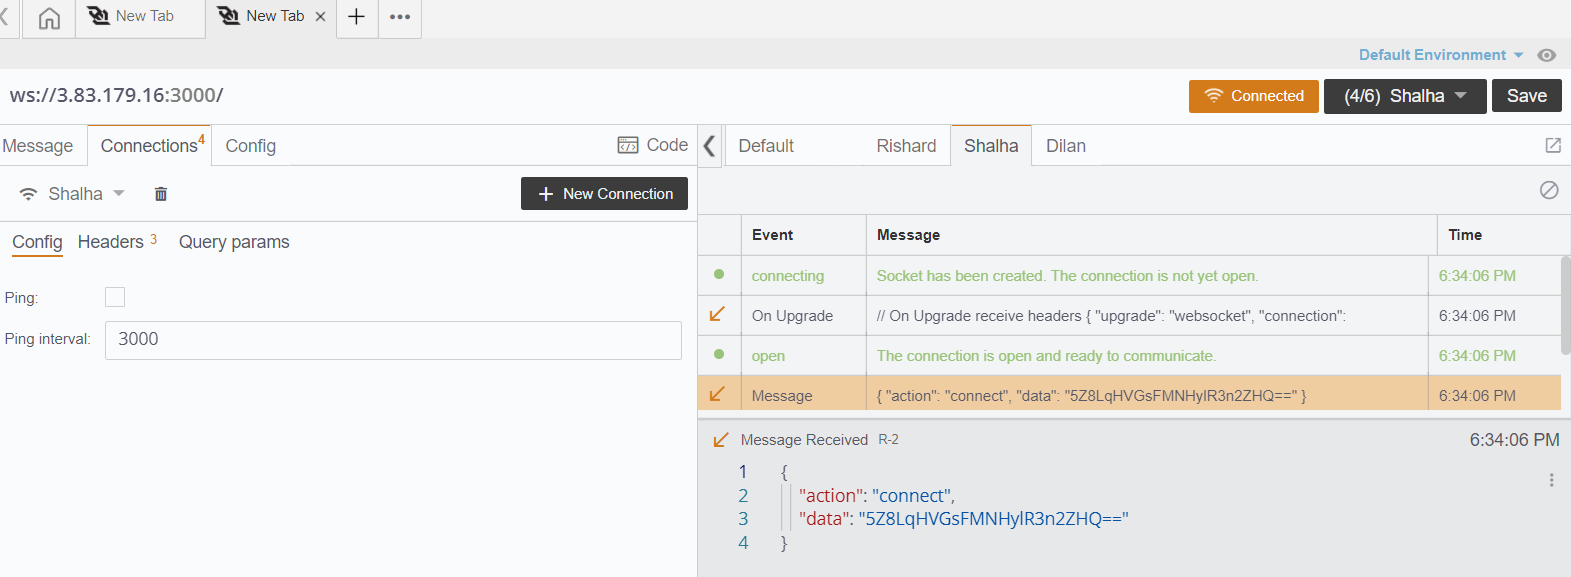 New Tab
New Tab
Default Environment
ws://3.83.179.16:3000/
Connected
(4/6) Shalha
Save
Message
Connections 4
Config
Code
Default
Rishard
Shalha
Dilan
Shalha
New Connection
Config
Headers 3
Query params
Ping:
Ping interval:
3000
Event Message Time
connecting Socket has been created. The connection is not yet open. 6:34:06 PM
On Upgrade // On Upgrade receive headers { "upgrade": "websocket", "connection": 6:34:06 PM
open The connection is open and ready to communicate. 6:34:06 PM
Message { "action": "connect", "data": "5Z8LqHVGsFMNHylR3n2ZHQ==" } 6:34:06 PM
Message Received R-2 6:34:06 PM
1 {
2 "action": "connect",
3 "data": "5Z8LqHVGsFMNHylR3n2ZHQ=="
4 }